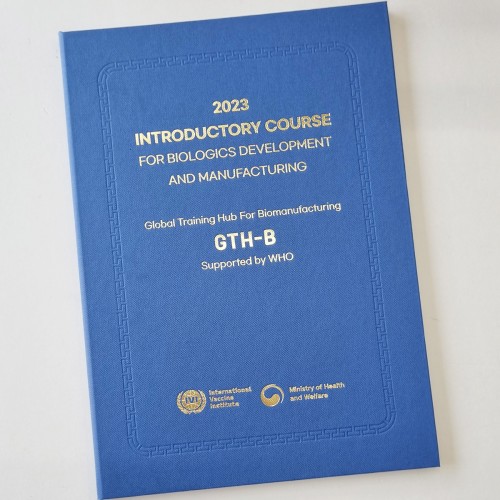 2023
INTRODUCTORY COURSE
FOR BIOLOGICS DEVELOPMENT
AND MANUFACTURING
Global Training Hub For Biomanufacturing
GTH-B
Supported by WHO
IVI
International
Vaccine
Institute
Ministry of Health
and Welfare